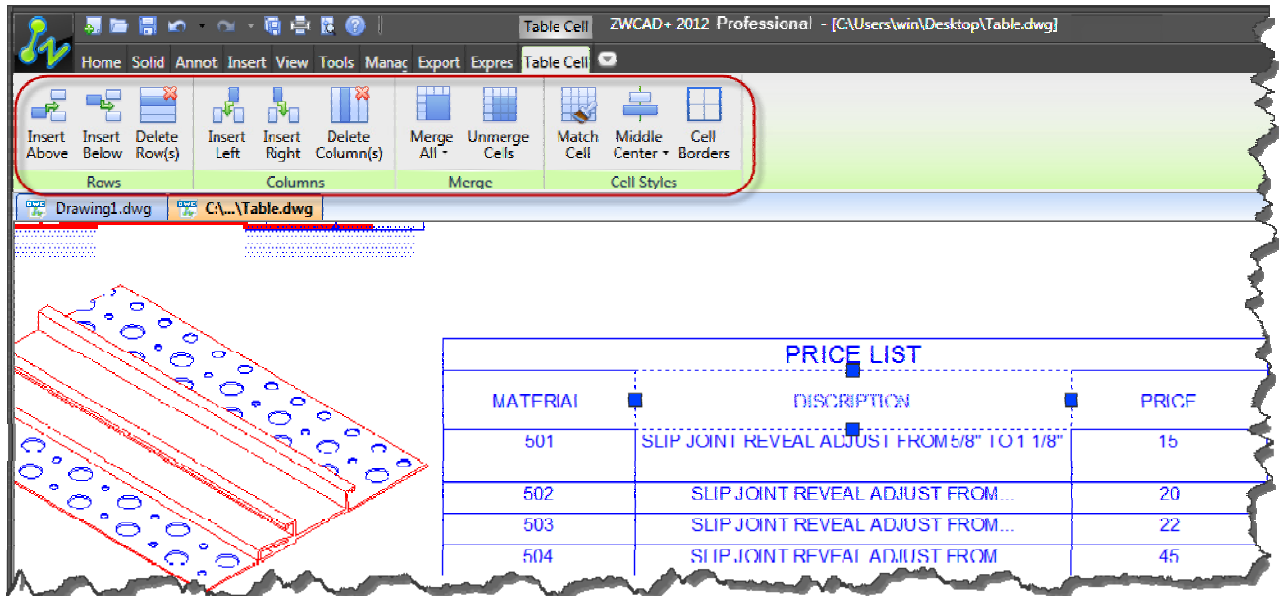 Table Cell ZWCAD+ 2012 Professional - [C\Users\win\Desktop\Table.dwg]
Home Solid Annot Insert View Tools Manag Export Expres Table Cell
Insert Above Insert Below Delete Row(s) Insert Left Insert Right Delete Column(s) Merge All Unmerge Cells Match Cell Middle Center Cell Borders
Rows Columns Merge Cell Styles
Drawing1.dwg C:\...\Table.dwg
PRICE LIST
MATERIAL DISCRIPTION PRICE
501 SLIP JOINT REVEAL ADJUST FROM 5/8" TO 1 1/8" 15
502 SLIP JOINT REVEAL ADJUST FROM... 20
503 SLIP JOINT REVEAL ADJUST FROM... 22
504 SLIP JOINT REVEAL ADJUST FROM 45